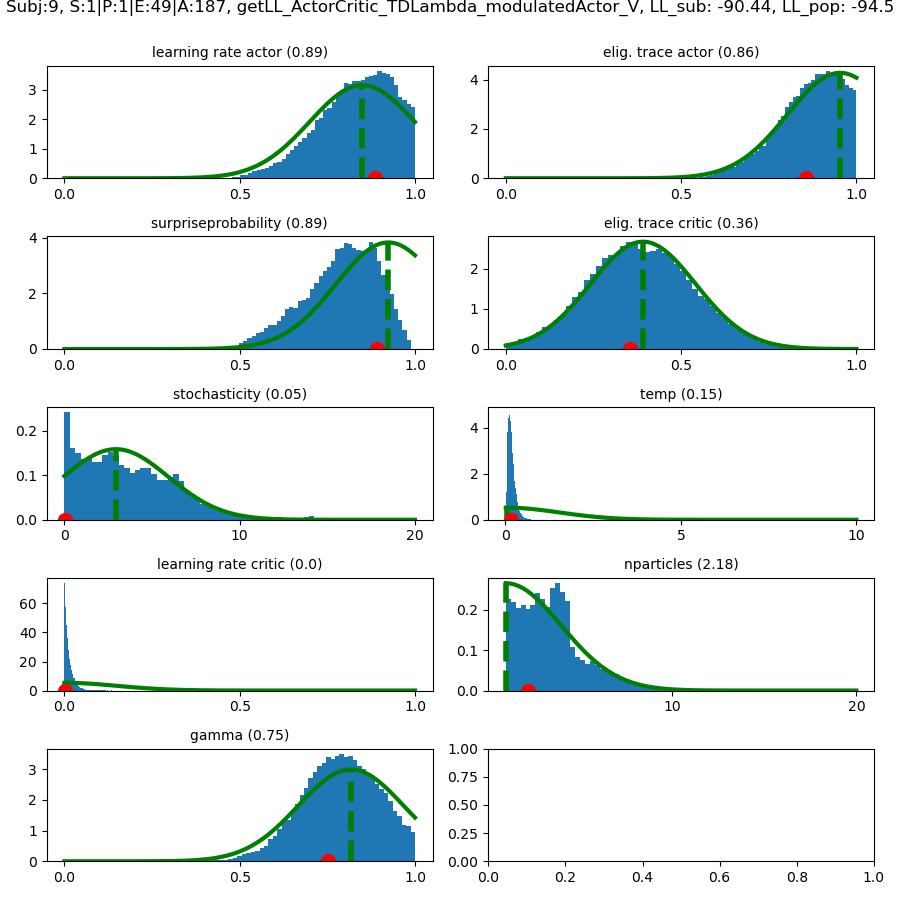 Subj:9, S:1|P:1|E:49|A:187, getLL_ActorCritic_TDLambda_modulatedActor_V, LL_sub: -90.44, LL_pop: -94.5
learning rate actor (0.89)
elig. trace actor (0.86)
3
2
1
0
0.0 0.5 1.0
4
2
0
0.0 0.5 1.0
surpriseprobability (0.89)
elig. trace critic (0.36)
4
2
0
0.0 0.5 1.0
2
1
0
0.0 0.5 1.0
stochasticity (0.05)
temp (0.15)
0.2
0.1
0.0
0 10 20
4
2
0
0 5 10
learning rate critic (0.0)
nparticles (2.18)
60
40
20
0
0.0 0.5 1.0
0.2
0.1
0.0
10 20
gamma (0.75)
3
2
1
0
0.0 0.5 1.0
1.00
0.75
0.50
0.25
0.00
0.0 0.2 0.4 0.6 0.8 1.0